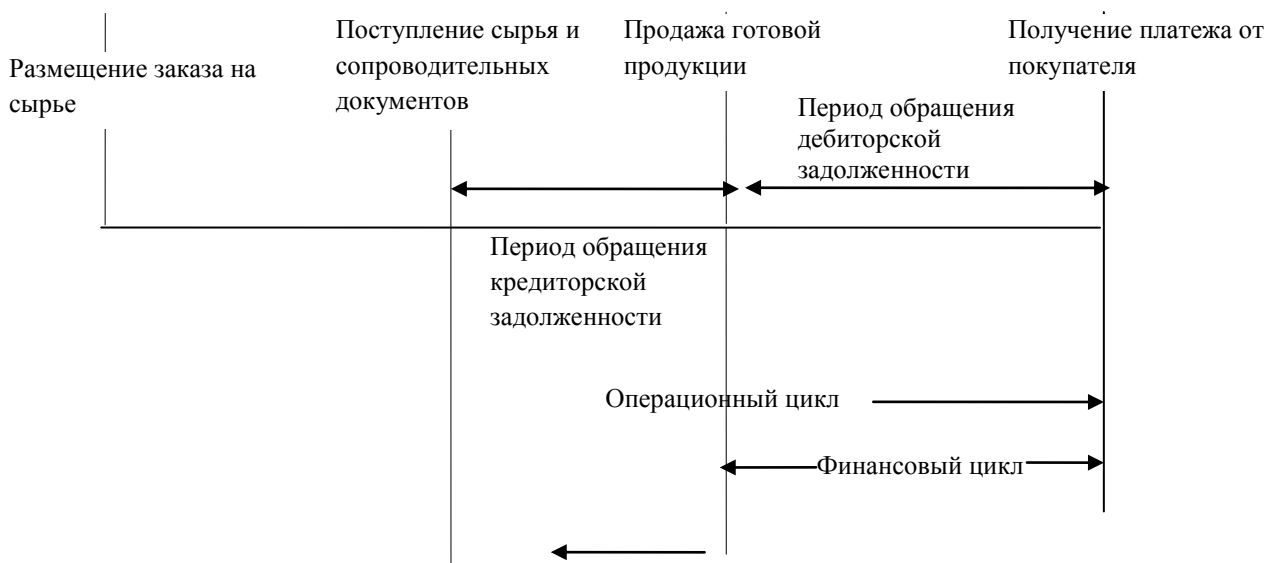 Размещение заказа на
сырье
Поступление сырья и
сопроводительных
документов
Продажа готовой
продукции
Получение платежа от
покупателя
Период обращения
дебиторской
задолженности
Период обращения
кредиторской
задолженности
Операционный цикл
Финансовый цикл